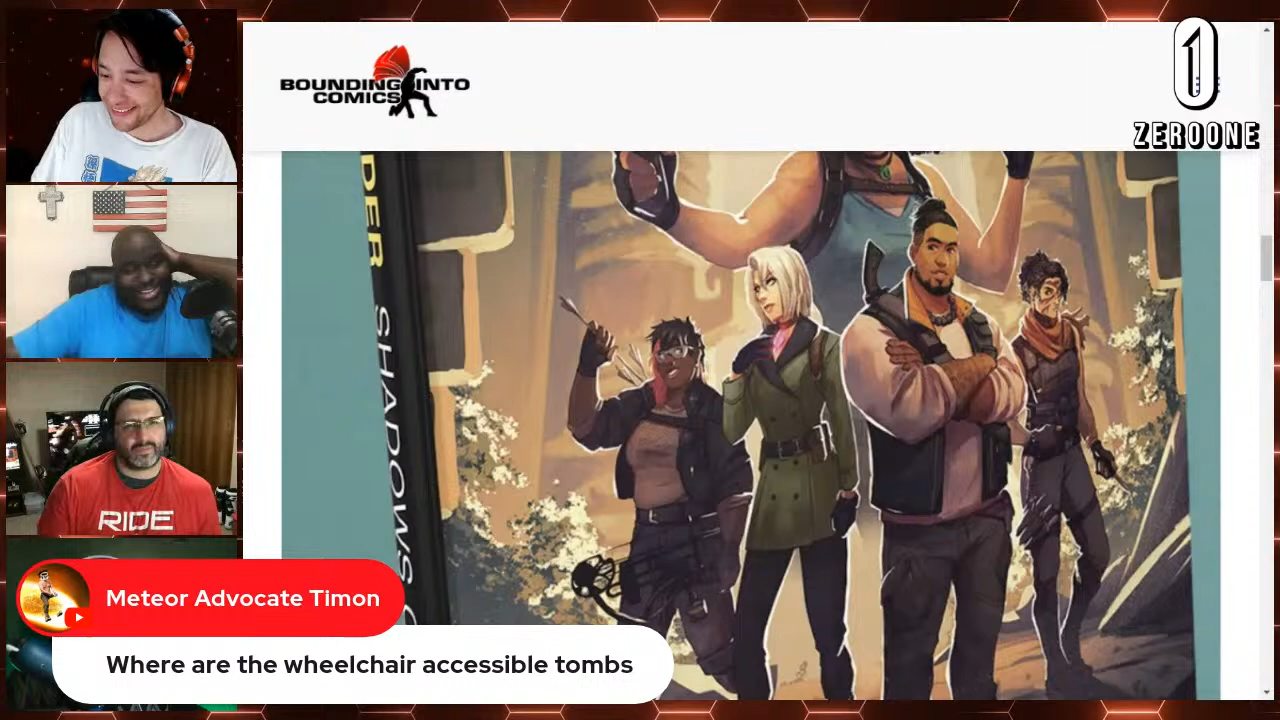 BOUNDING INTO
COMICS
ZEROONE
DER SHADOWS
RIDE
Meteor Advocate Timon
Where are the wheelchair accessible tombs